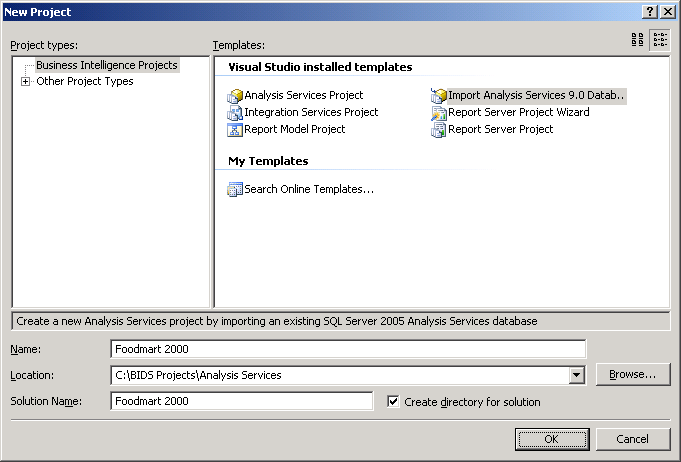 New Project
Project types:
Templates:
Business Intelligence Projects
Other Project Types
Visual Studio installed templates
Analysis Services Project
Import Analysis Services 9.0 Datab..
Integration Services Project
Report Server Project Wizard
Report Model Project
Report Server Project
My Templates
Search Online Templates...
Create a new Analysis Services project by importing an existing SQL Server 2005 Analysis Services database
Name:
Foodmart 2000
Location:
C:\BIDS Projects\Analysis Services
Browse...
Solution Name:
Foodmart 2000
Create directory for solution
OK
Cancel